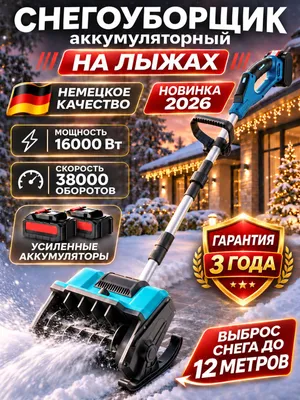 СНЕГОУБОРЩИК
аккумуляторный
НА ЛЫЖАХ
НЕМЕЦКОЕ
КАЧЕСТВО
НОВИНКА
2026
МОЩНОСТЬ
16000 Вт
СКОРОСТЬ
38000
ОБОРОТОВ
УСИЛЕННЫЕ
АККУМУЛЯТОРЫ
ГАРАНТИЯ
3 ГОДА
ВЫБРОС
СНЕГА ДО
12 МЕТРОВ